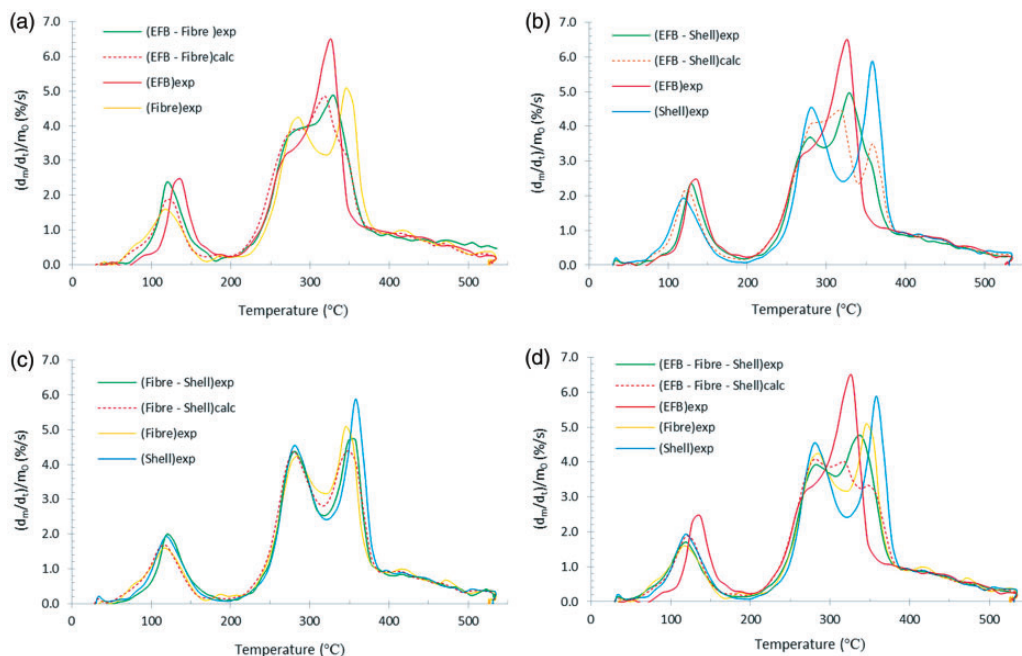 (a)
(EFB - Fibre )exp
(EFB - Fibre)calc
(EFB)exp
(Fibre)exp
(dm/dt)/m0 (%/s)
7.0
6.0
5.0
4.0
3.0
2.0
1.0
0.0
0 100 200 300 400 500
Temperature (°C)
(b)
(EFB - Shell)exp
(EFB - Shell)calc
(EFB)exp
(Shell)exp
(dm/dt)/m0 (%/s)
7.0
6.0
5.0
4.0
3.0
2.0
1.0
0.0
0 100 200 300 400 500
Temperature (°C)
(c)
(Fibre - Shell)exp
(Fibre - Shell)calc
(Fibre)exp
(Shell)exp
(dm/dt)/m0 (%/s)
7.0
6.0
5.0
4.0
3.0
2.0
1.0
0.0
0 100 200 300 400 500
Temperature (°C)
(d)
(EFB - Fibre - Shell)exp
(EFB - Fibre - Shell)calc
(EFB)exp
(Fibre)exp
(Shell)exp
(dm/dt)/m0 (%/s)
7.0
6.0
5.0
4.0
3.0
2.0
1.0
0.0
0 100 200 300 400 500
Temperature (°C)